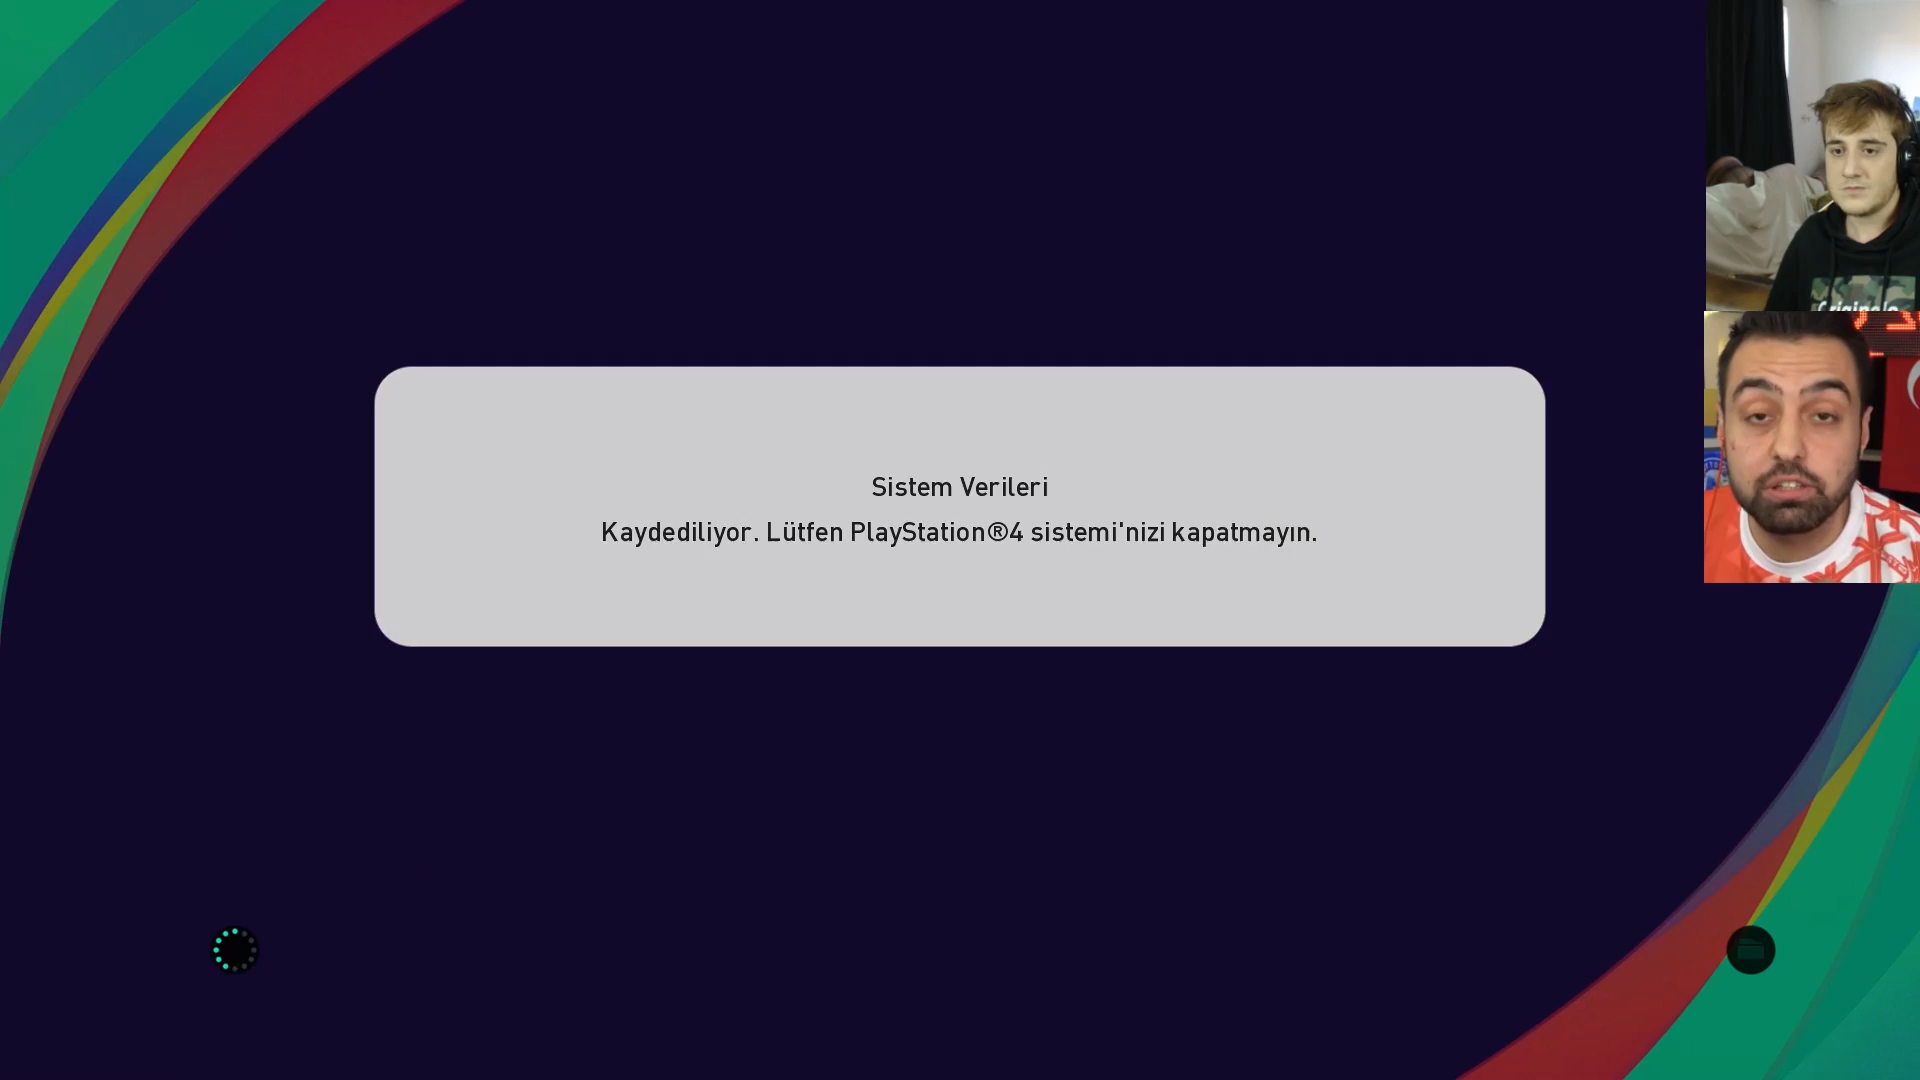 Sistem Verileri
Kaydediliyor. Lütfen PlayStation®4 sistemi'nizi kapatmayın.